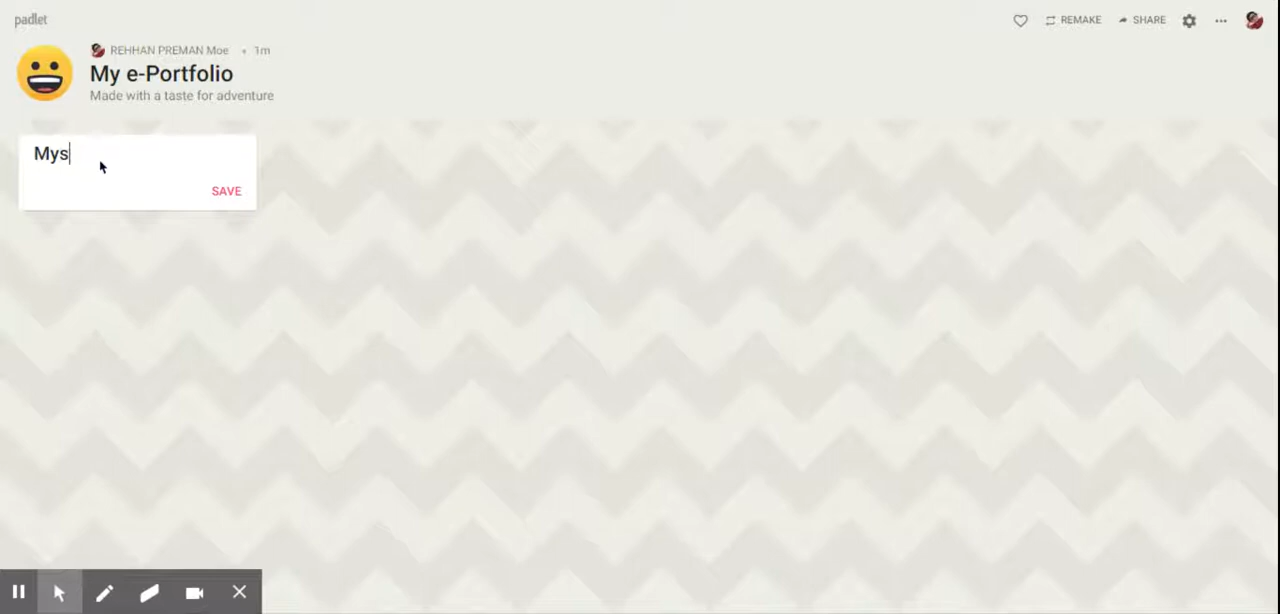 padlet
REMAKE
SHARE
REHHAN PREMAN Moe • 1m
My e-Portfolio
Made with a taste for adventure
Mys
SAVE